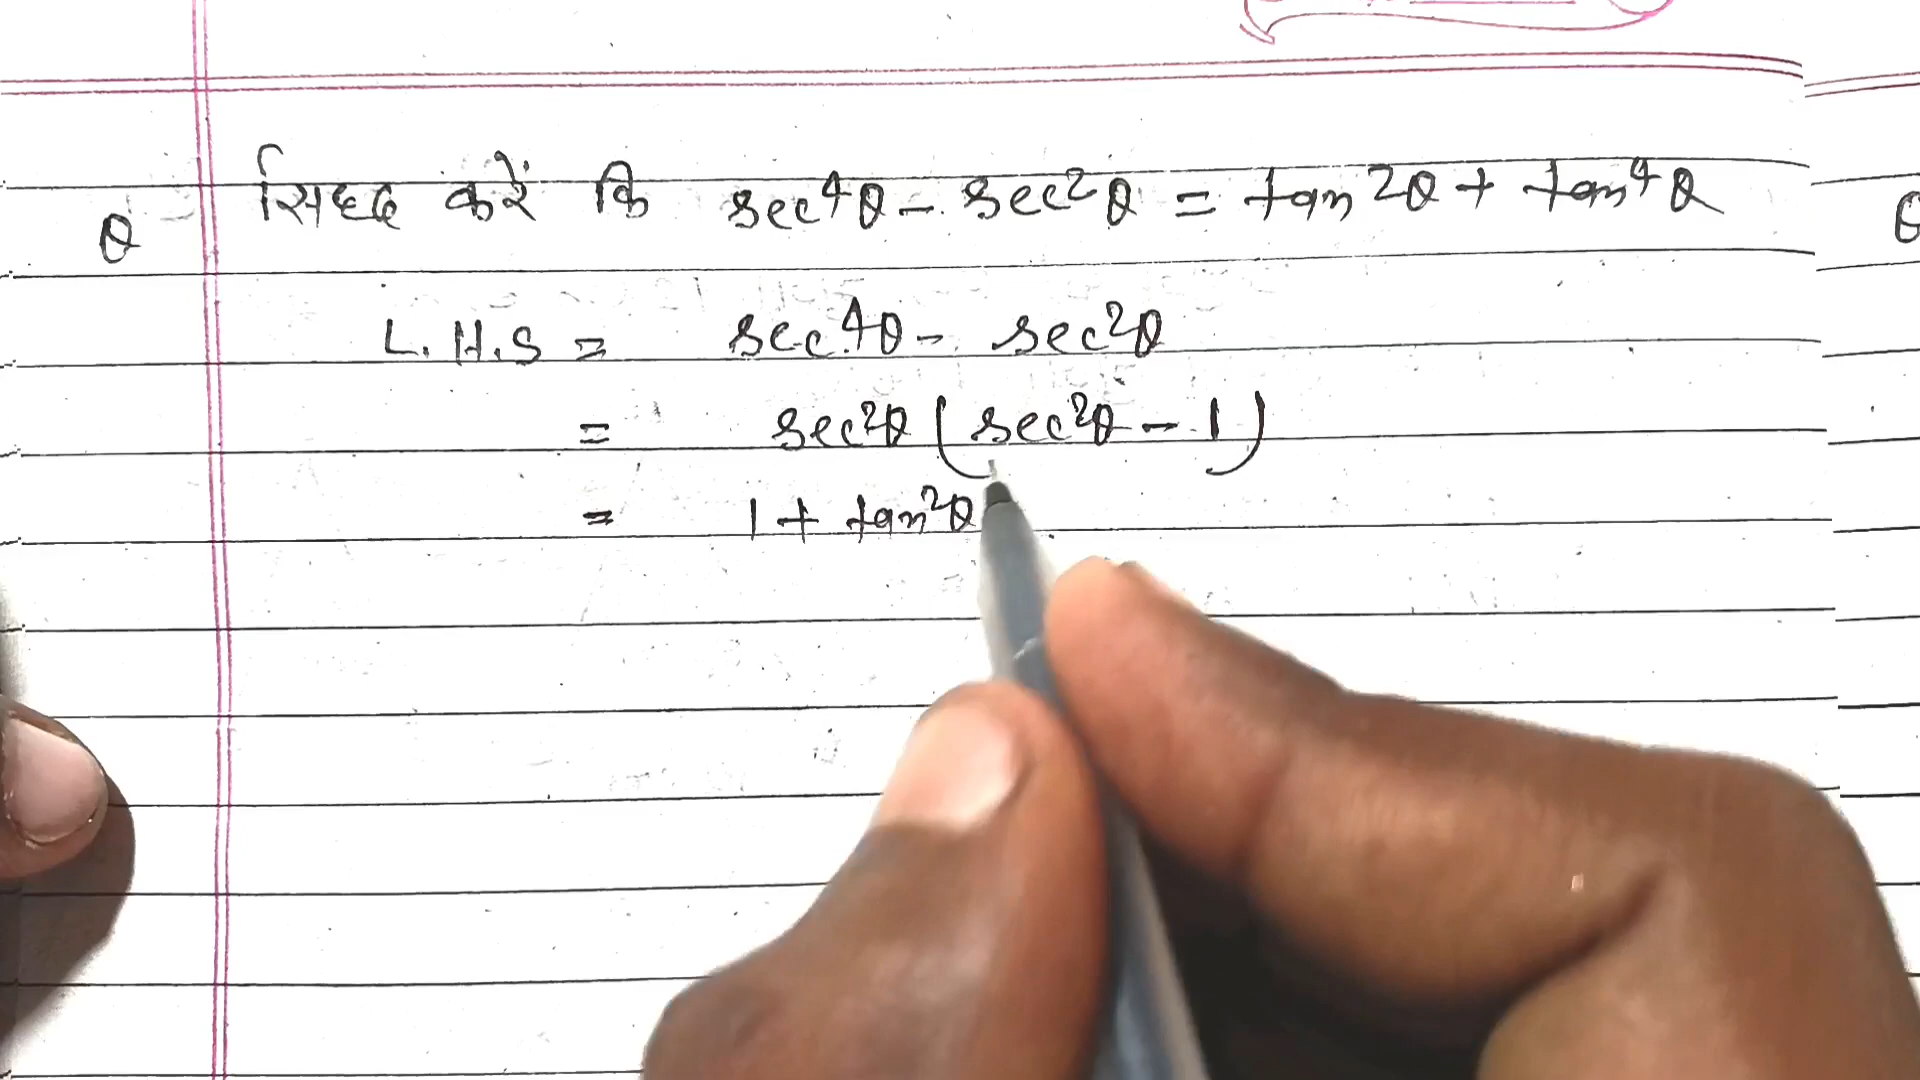 Q सिध्द करें कि sec⁴θ - sec²θ = tan²θ + tan⁴θ
L.H.S = sec⁴θ - sec²θ
= sec²θ (sec²θ - 1)
= 1 + tan²θ